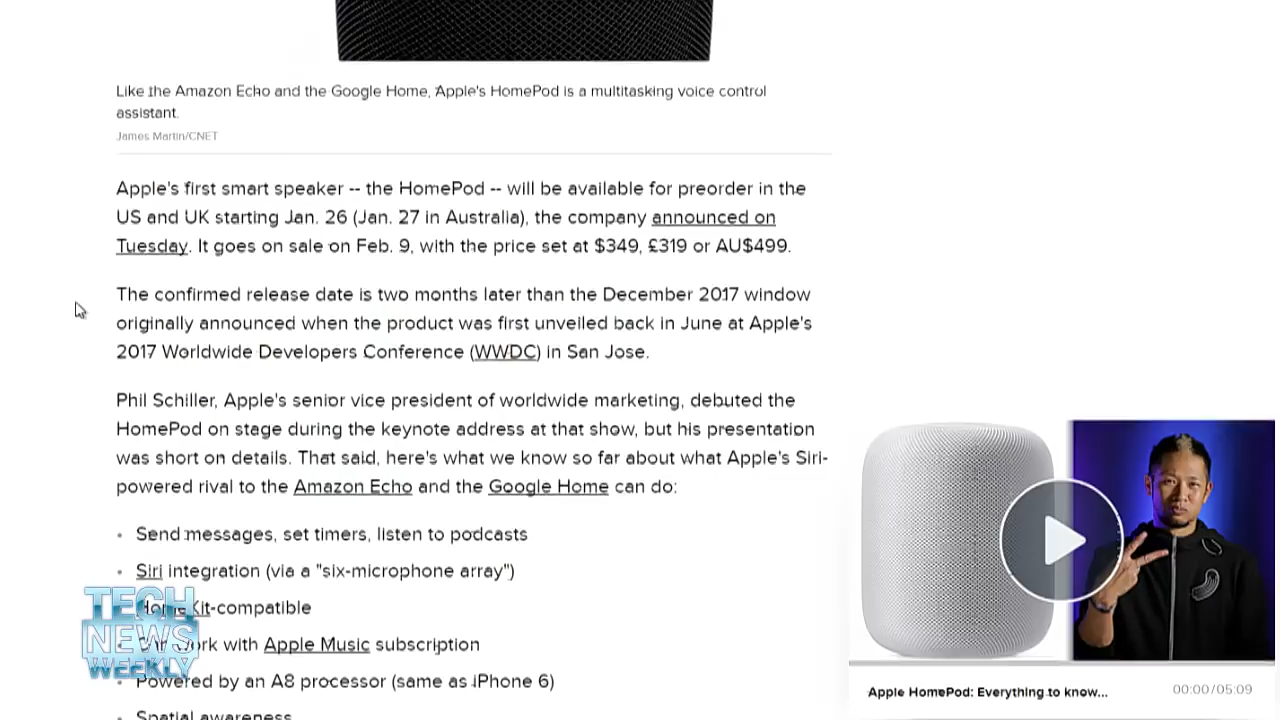 Like the Amazon Echo and the Google Home, Apple's HomePod is a multitasking voice control
assistant.
James Martin/CNET
Apple's first smart speaker -- the HomePod -- will be available for preorder in the
US and UK starting Jan. 26 (Jan. 27 in Australia), the company announced on
Tuesday. It goes on sale on Feb. 9, with the price set at $349, £319 or AU$499.
The confirmed release date is two months later than the December 2017 window
originally announced when the product was first unveiled back in June at Apple's
2017 Worldwide Developers Conference (WWDC) in San Jose.
Phil Schiller, Apple's senior vice president of worldwide marketing, debuted the
HomePod on stage during the keynote address at that show, but his presentation
was short on details. That said, here's what we know so far about what Apple's Siri-
powered rival to the Amazon Echo and the Google Home can do:
• Send messages, set timers, listen to podcasts
• Siri integration (via a "six-microphone array")
HomeKit-compatible
work with Apple Music subscription
• Powered by an A8 processor (same as iPhone 6)
Spatial awareness
TECH
NEWS
WEEKLY
Apple HomePod: Everything to know...
00:00/05:09